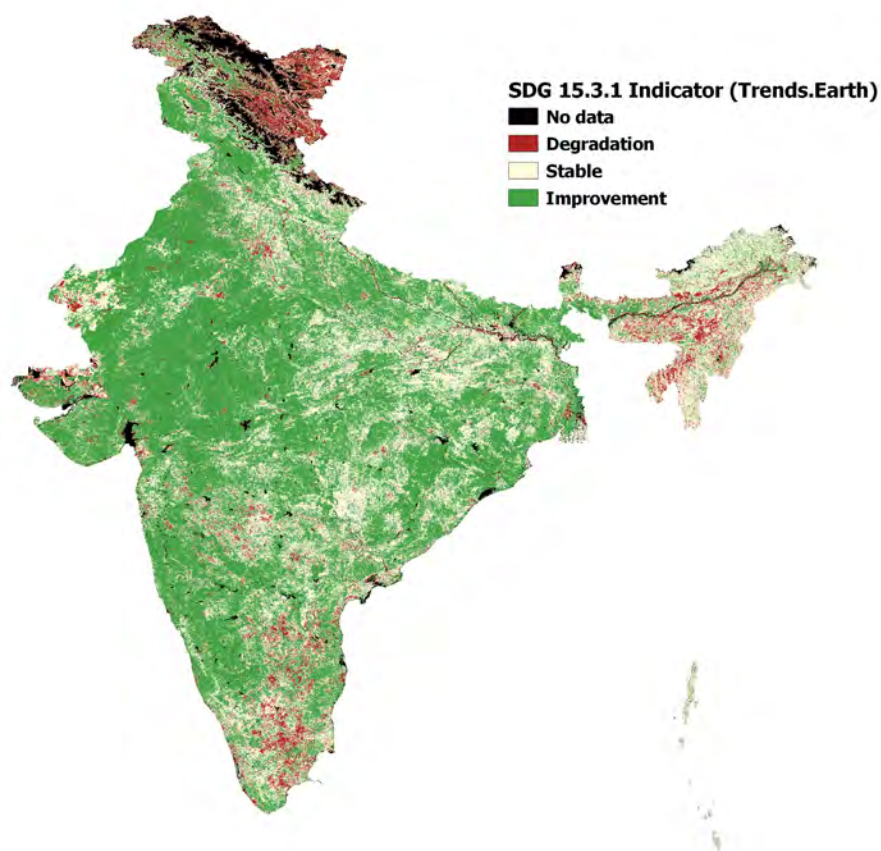 SDG 15.3.1 Indicator (Trends.Earth)
No data
Degradation
Stable
Improvement